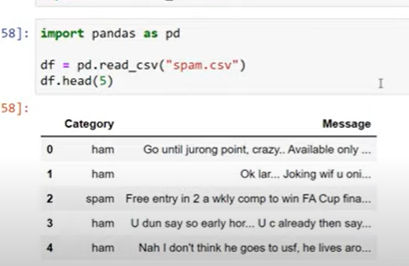 58]: import pandas as pd
df = pd.read_csv("spam.csv")
df.head(5)
58]:
Category Message
0 ham Go until jurong point, crazy.. Available only ...
1 ham Ok lar... Joking wif u oni...
2 spam Free entry in 2 a wkly comp to win FA Cup fina...
3 ham U dun say so early hor... U c already then say...
4 ham Nah I don't think he goes to usf, he lives aro...